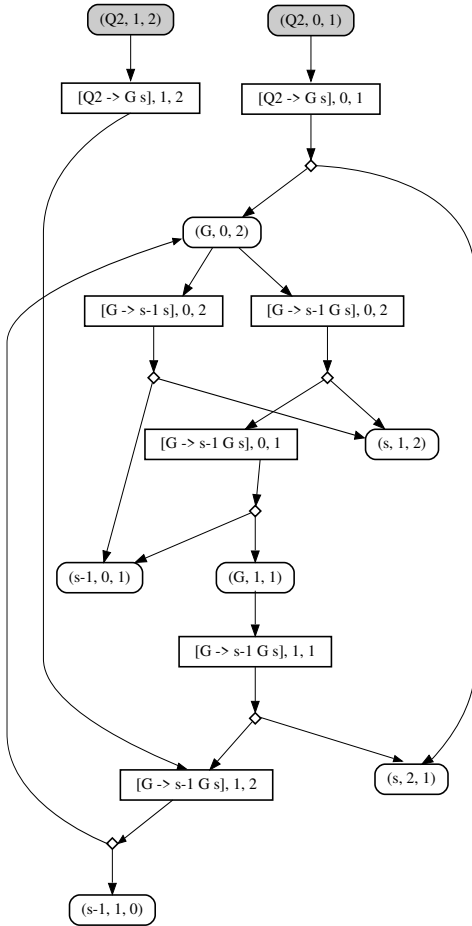 (Q2, 1, 2)
(Q2, 0, 1)
[Q2 -> G s], 1, 2
[Q2 -> G s], 0, 1
(G, 0, 2)
[G -> s-1 s], 0, 2
[G -> s-1 G s], 0, 2
[G -> s-1 G s], 0, 1
(s, 1, 2)
(s-1, 0, 1)
(G, 1, 1)
[G -> s-1 G s], 1, 1
[G -> s-1 G s], 1, 2
(s, 2, 1)
(s-1, 1, 0)